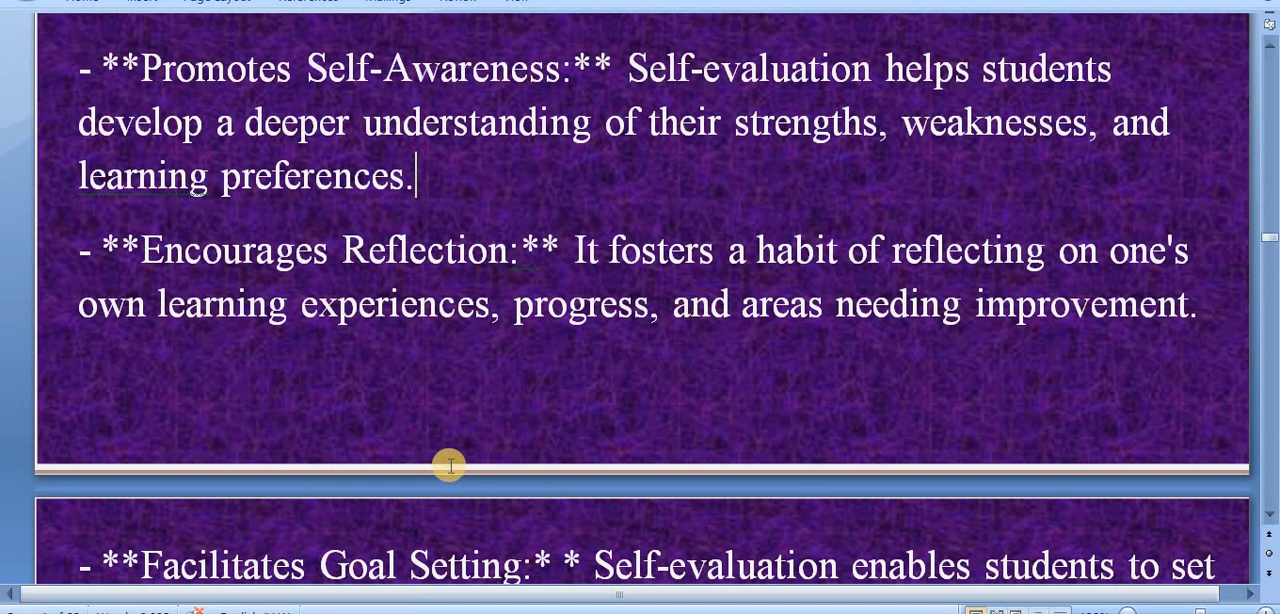 - **Promotes Self-Awareness:** Self-evaluation helps students
develop a deeper understanding of their strengths, weaknesses, and
learning preferences.
- **Encourages Reflection:** It fosters a habit of reflecting on one's
own learning experiences, progress, and areas needing improvement.
- **Facilitates Goal Setting:* * Self-evaluation enables students to set